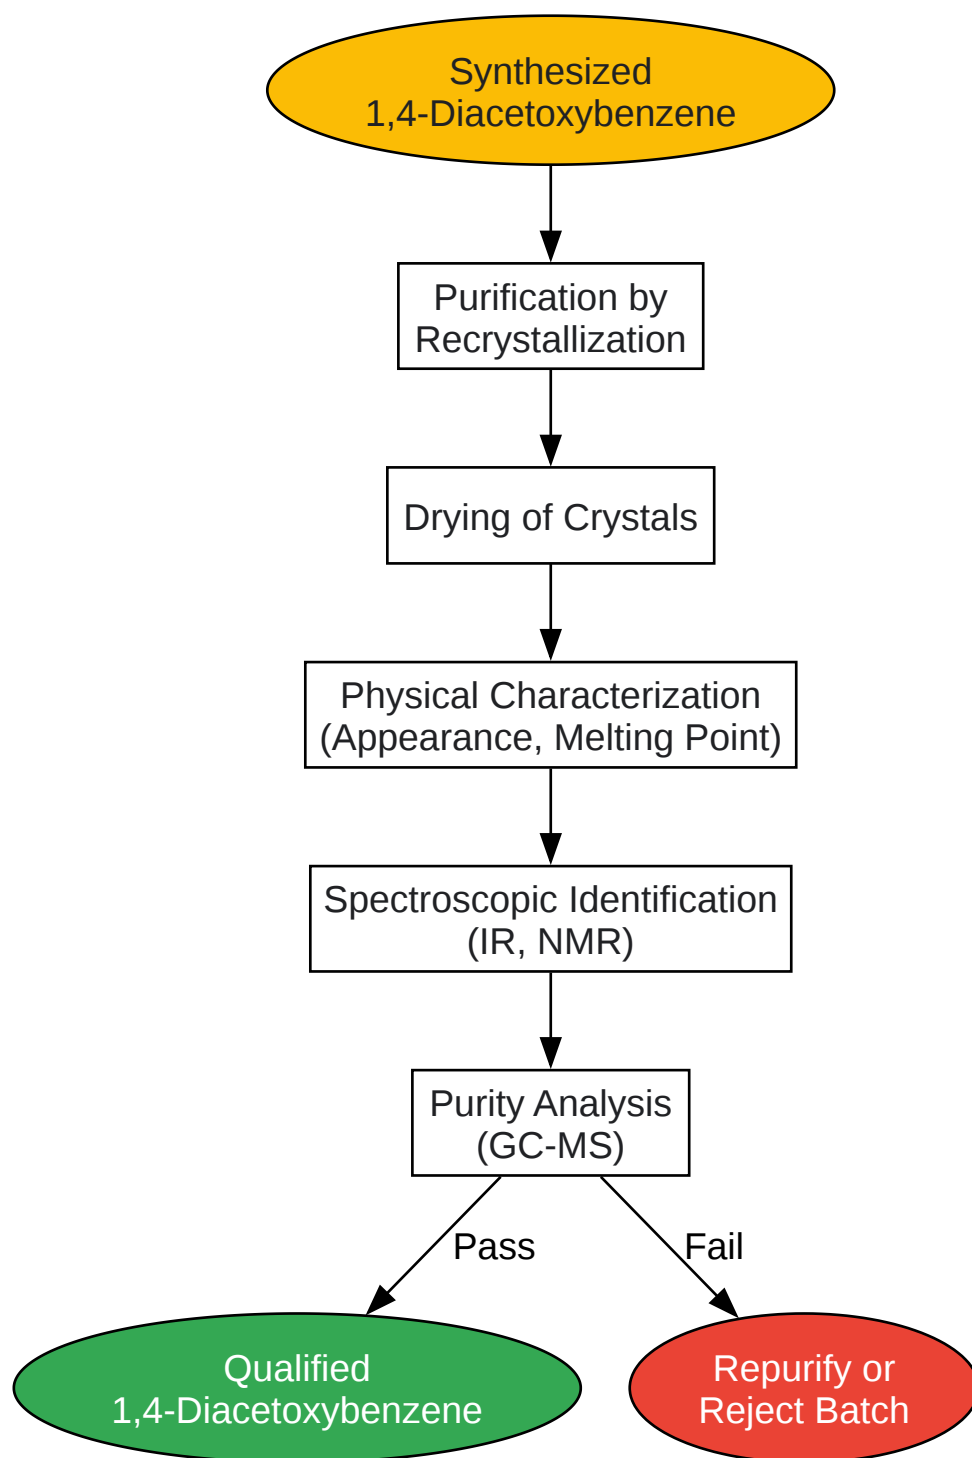 Synthesized
1,4-Diacetoxybenzene
Purification by
Recrystallization
Drying of Crystals
Physical Characterization
(Appearance, Melting Point)
Spectroscopic Identification
(IR, NMR)
Purity Analysis
(GC-MS)
Pass
Fail
Qualified
1,4-Diacetoxybenzene
Repurify or
Reject Batch